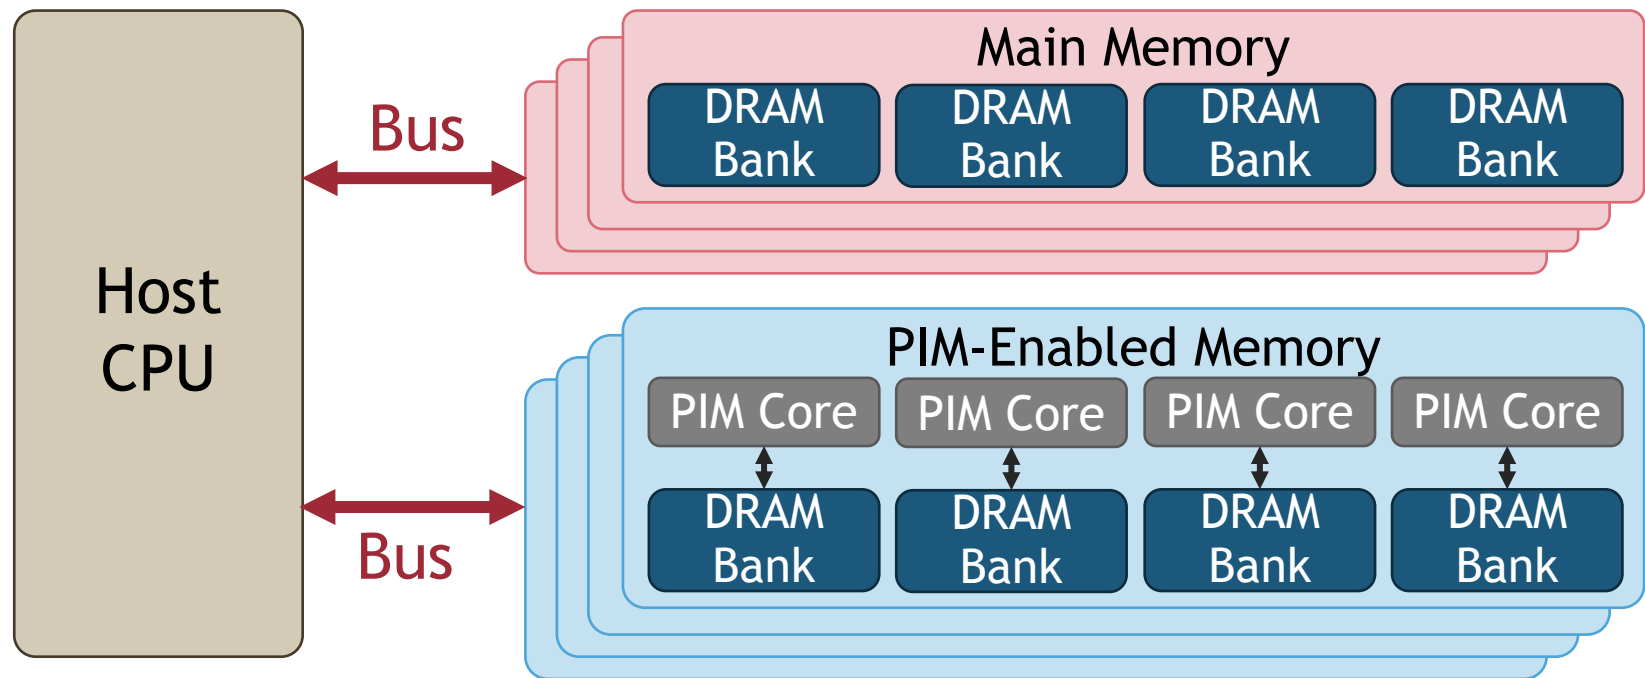 Host
CPU
Bus
Main Memory
DRAM
Bank
DRAM
Bank
DRAM
Bank
DRAM
Bank
Bus
PIM-Enabled Memory
PIM Core
PIM Core
PIM Core
PIM Core
DRAM
Bank
DRAM
Bank
DRAM
Bank
DRAM
Bank